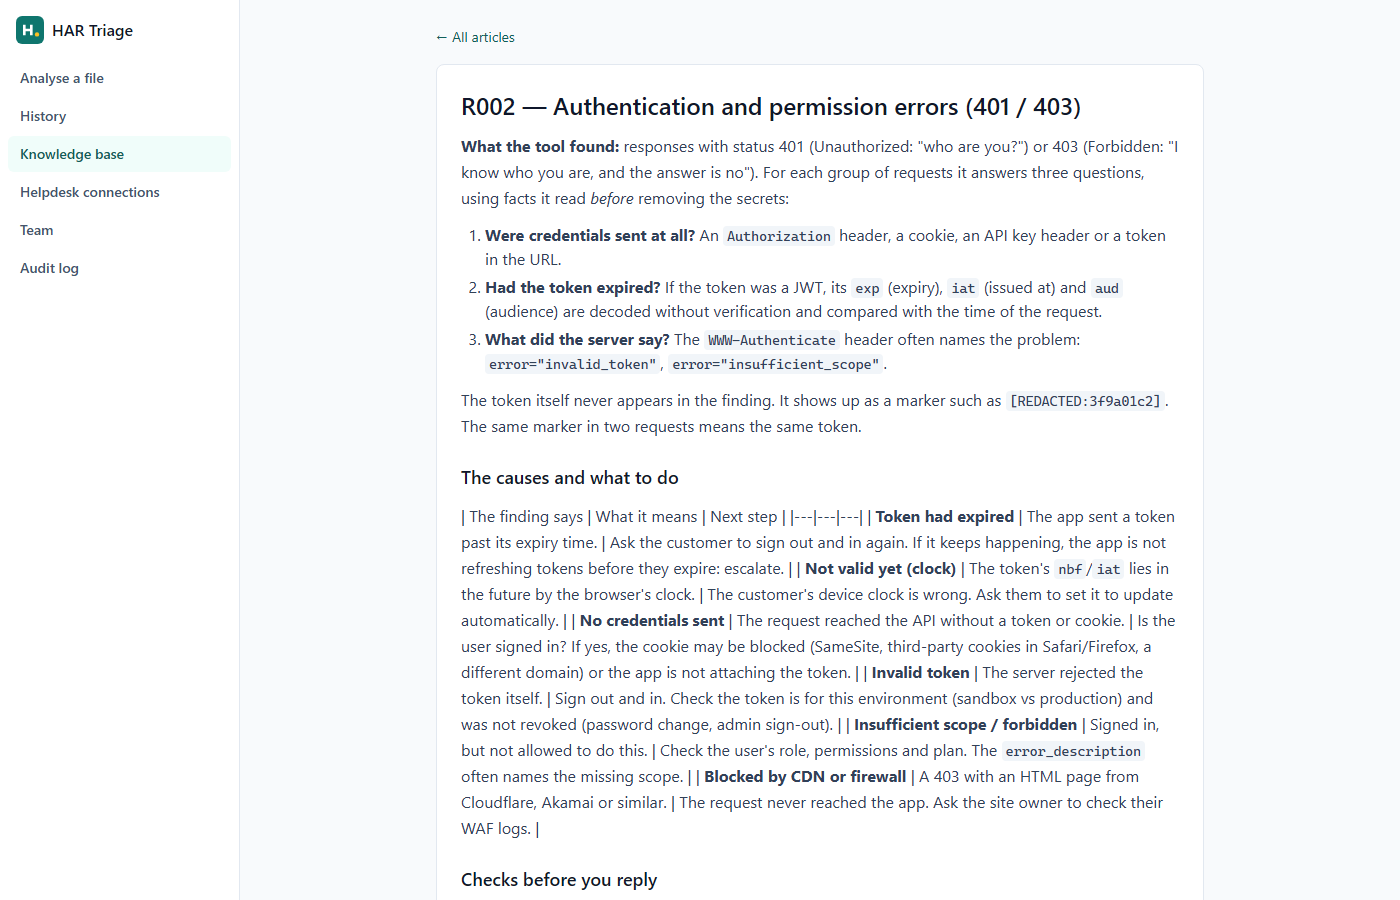 H.
HAR Triage
Analyse a file
History
Knowledge base
Helpdesk connections
Team
Audit log
← All articles
R002 — Authentication and permission errors (401 / 403)
What the tool found: responses with status 401 (Unauthorized: "who are you?") or 403 (Forbidden: "I
know who you are, and the answer is no"). For each group of requests it answers three questions,
using facts it read before removing the secrets:
1. Were credentials sent at all? An Authorization header, a cookie, an API key header or a token
in the URL.
2. Had the token expired? If the token was a JWT, its exp (expiry), iat (issued at) and aud
(audience) are decoded without verification and compared with the time of the request.
3. What did the server say? The WWW-Authenticate header often names the problem:
error="invalid_token", error="insufficient_scope".
The token itself never appears in the finding. It shows up as a marker such as [REDACTED:3f9a01c2].
The same marker in two requests means the same token.
The causes and what to do
| The finding says | What it means | Next step | |---|---|---| | Token had expired | The app sent a token
past its expiry time. | Ask the customer to sign out and in again. If it keeps happening, the app is not
refreshing tokens before they expire: escalate. | | Not valid yet (clock) | The token's nbf/iat lies in
the future by the browser's clock. | The customer's device clock is wrong. Ask them to set it to update
automatically. | | No credentials sent | The request reached the API without a token or cookie. | Is the
user signed in? If yes, the cookie may be blocked (SameSite, third-party cookies in Safari/Firefox, a
different domain) or the app is not attaching the token. | | Invalid token | The server rejected the
token itself. | Sign out and in. Check the token is for this environment (sandbox vs production) and
was not revoked (password change, admin sign-out). | | Insufficient scope / forbidden | Signed in,
but not allowed to do this. | Check the user's role, permissions and plan. The error_description
often names the missing scope. | | Blocked by CDN or firewall | A 403 with an HTML page from
Cloudflare, Akamai or similar. | The request never reached the app. Ask the site owner to check their
WAF logs. |
Checks before you reply